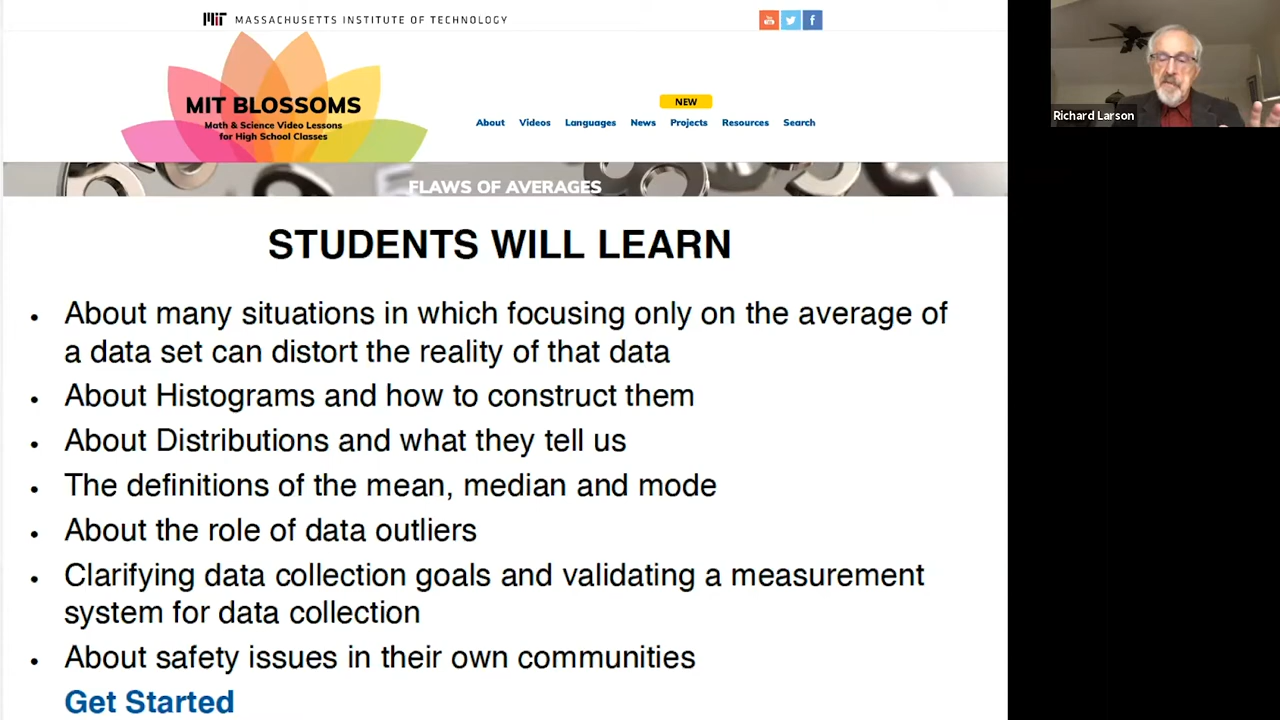 MIT MASSACHUSETTS INSTITUTE OF TECHNOLOGY
MIT BLOSSOMS
Math & Science Video Lessons
for High School Classes
NEW
About Videos Languages News Projects Resources Search
Richard Larson
FLAWS OF AVERAGES
STUDENTS WILL LEARN
• About many situations in which focusing only on the average of
a data set can distort the reality of that data
• About Histograms and how to construct them
• About Distributions and what they tell us
• The definitions of the mean, median and mode
• About the role of data outliers
• Clarifying data collection goals and validating a measurement
system for data collection
• About safety issues in their own communities
Get Started